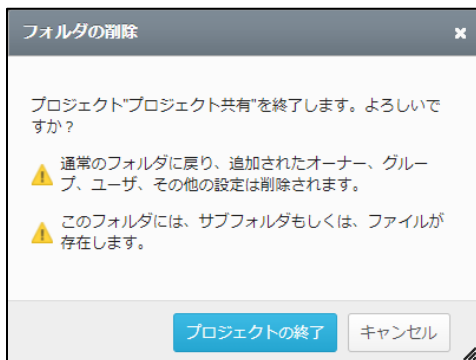 フォルダの削除
プロジェクト"プロジェクト共有"を終了します。よろしいで
すか？
通常のフォルダに戻り、追加されたオーナー、グルー
プ、ユーザ、その他の設定は削除されます。
このフォルダには、サブフォルダもしくは、ファイルが
存在します。
プロジェクトの終了 キャンセル